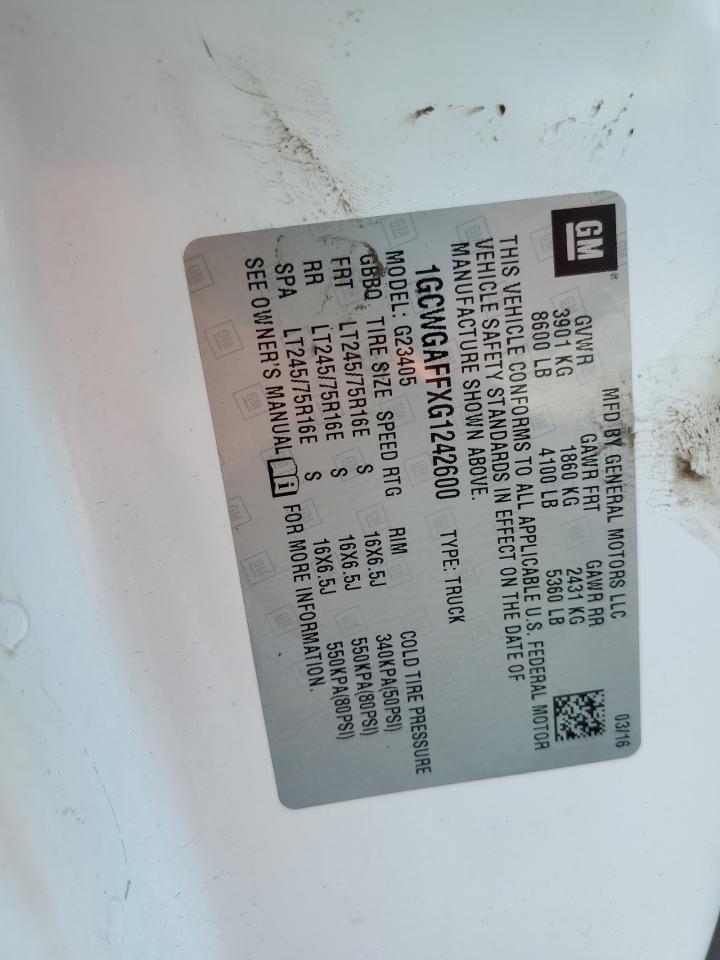 GM
MFD BY GENERAL MOTORS LLC 03/16
GVWR GAWR FRT GAWR RR
3901 KG 1860 KG 2431 KG
8600 LB 4100 LB 5360 LB
THIS VEHICLE CONFORMS TO ALL APPLICABLE U.S. FEDERAL MOTOR
VEHICLE SAFETY STANDARDS IN EFFECT ON THE DATE OF
MANUFACTURE SHOWN ABOVE.
1GCWGAFFXG1242600 TYPE: TRUCK
MODEL: G23405
GBBQ TIRE SIZE SPEED RTG RIM COLD TIRE PRESSURE
FRT LT245/75R16E S 16X6.5J 340KPA(50PSI)
RR LT245/75R16E S 16X6.5J 550KPA(80PSI)
SPA LT245/75R16E S 16X6.5J 550KPA(80PSI)
SEE OWNER'S MANUAL i FOR MORE INFORMATION.